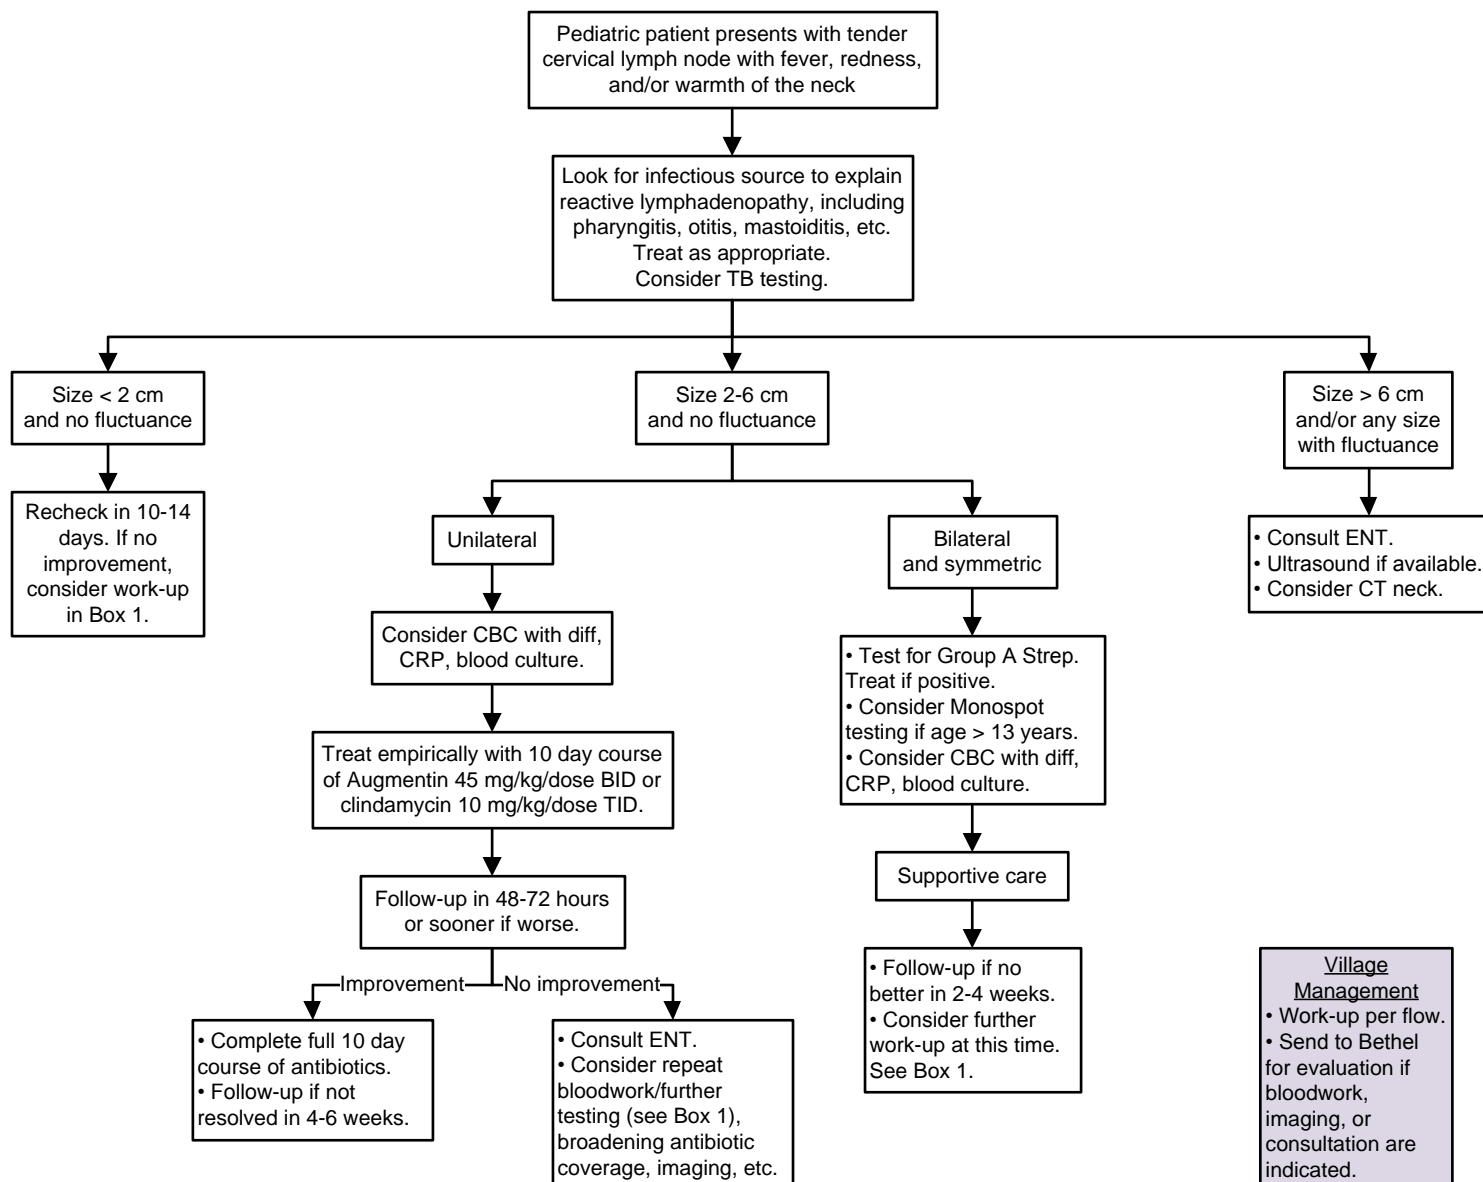 Pediatric patient presents with tender
cervical lymph node with fever, redness,
and/or warmth of the neck
Look for infectious source to explain
reactive lymphadenopathy, including
pharyngitis, otitis, mastoiditis, etc.
Treat as appropriate.
Consider TB testing.
Size < 2 cm
and no fluctuance
Size 2-6 cm
and no fluctuance
Size > 6 cm
and/or any size
with fluctuance
Recheck in 10-14
days. If no
improvement,
consider work-up
in Box 1.
Unilateral
Bilateral
and symmetric
• Consult ENT.
• Ultrasound if available.
• Consider CT neck.
Consider CBC with diff,
CRP, blood culture.
• Test for Group A Strep.
Treat if positive.
• Consider Monospot
testing if age > 13 years.
• Consider CBC with diff,
CRP, blood culture.
Treat empirically with 10 day course
of Augmentin 45 mg/kg/dose BID or
clindamycin 10 mg/kg/dose TID.
Supportive care
Follow-up in 48-72 hours
or sooner if worse.
Improvement
No improvement
• Complete full 10 day
course of antibiotics.
• Follow-up if not
resolved in 4-6 weeks.
• Consult ENT.
• Consider repeat
bloodwork/further
testing (see Box 1),
broadening antibiotic
coverage, imaging, etc.
• Follow-up if no
better in 2-4 weeks.
• Consider further
work-up at this time.
See Box 1.
Village
Management
• Work-up per flow.
• Send to Bethel
for evaluation if
bloodwork,
imaging, or
consultation are
indicated.